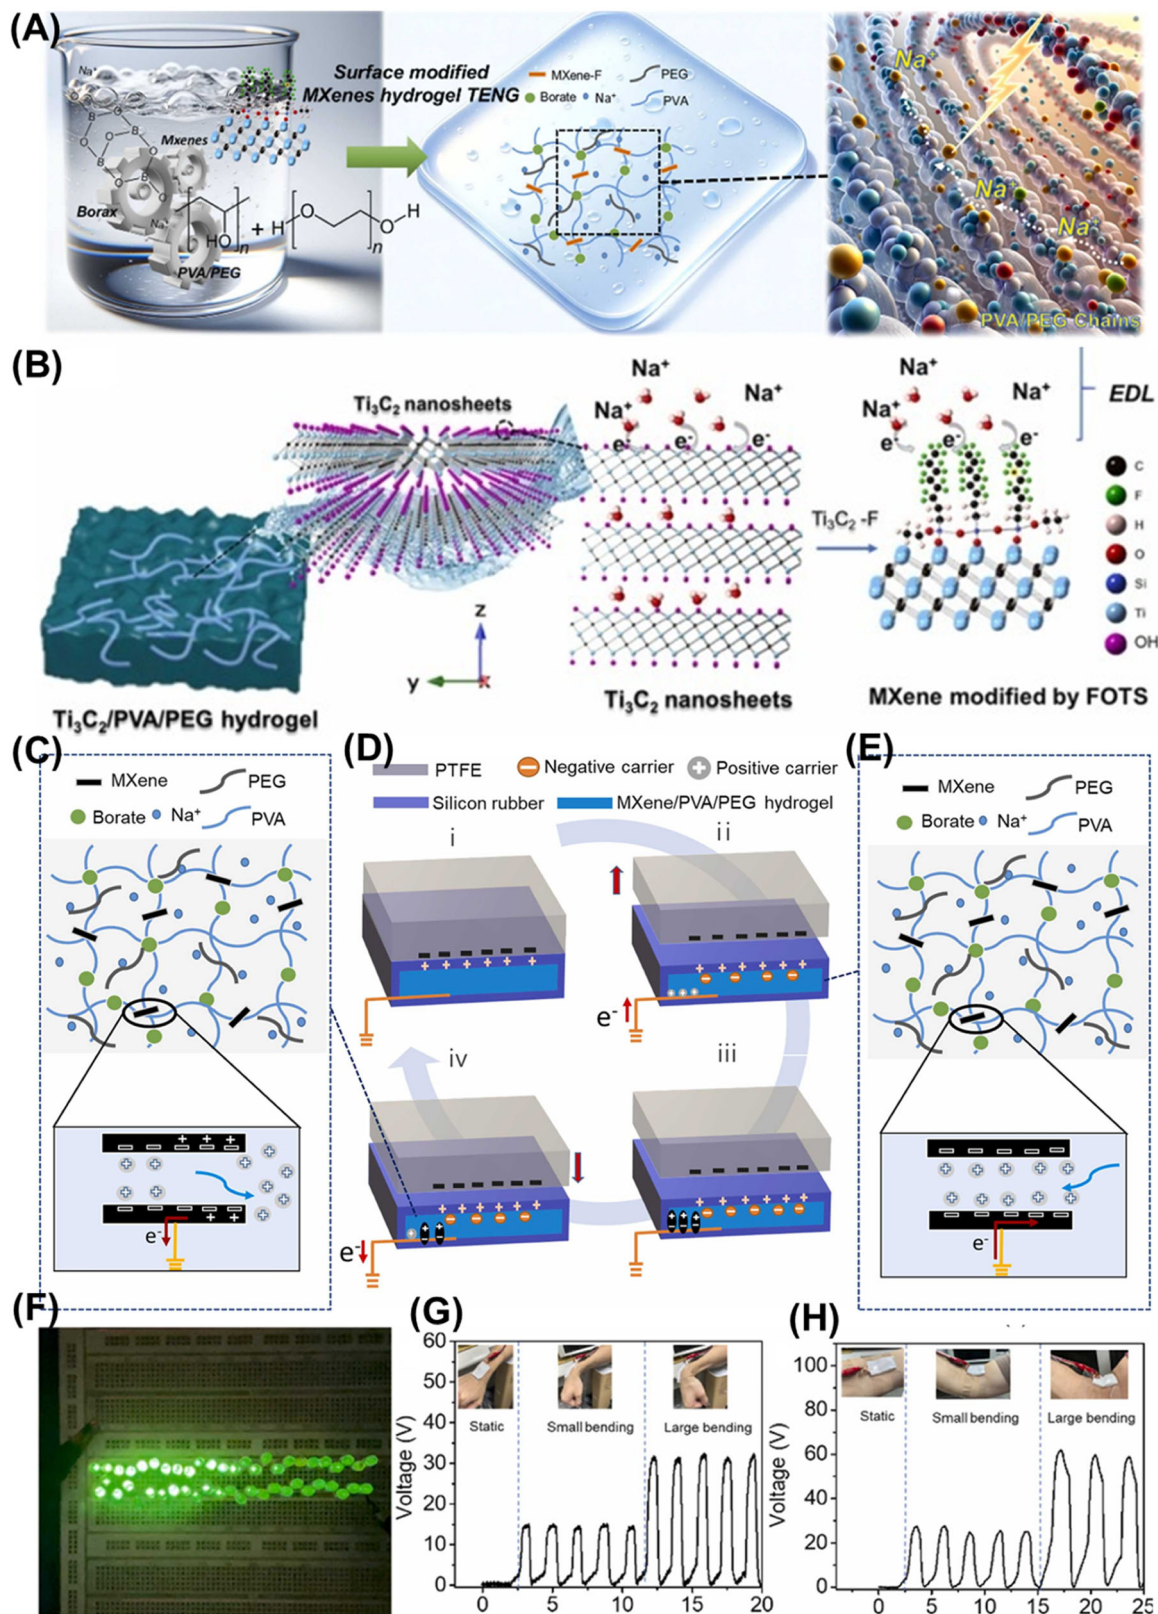 (A)
Na⁺
Surface modified
MXenes hydrogel TENG
MXene-F
PEG
Borate
Na⁺
PVA
B
O
B
O
O
B
O
B
Mxenes
Borax
Na⁺
HO
n
+
H
O
O
H
n
PVA/PEG
Na⁺
Na⁺
Na⁺
PVA/PEG Chains
(B)
Ti₃C₂ nanosheets
Na⁺
Na⁺
Na⁺
e⁻
e⁻
e⁻
Ti₃C₂ -F
Na⁺
Na⁺
Na⁺
e⁻
e⁻
e⁻
EDL
C
F
H
O
Si
Ti
OH
z
y
x
Ti₃C₂/PVA/PEG hydrogel
Ti₃C₂ nanosheets
MXene modified by FOTS
(C)
MXene
PEG
Borate
Na⁺
PVA
e⁻
(D)
PTFE
Negative carrier
Positive carrier
Silicon rubber
MXene/PVA/PEG hydrogel
i
ii
e⁻
iv
iii
e⁻
(E)
MXene
PEG
Borate
Na⁺
PVA
e⁻
(F)
(G)
60
50
40
30
20
10
0
Voltage (V)
Static
Small bending
Large bending
0
5
10
15
20
(H)
100
80
60
40
20
0
Voltage (V)
Static
Small bending
Large bending
0
5
10
15
20
25